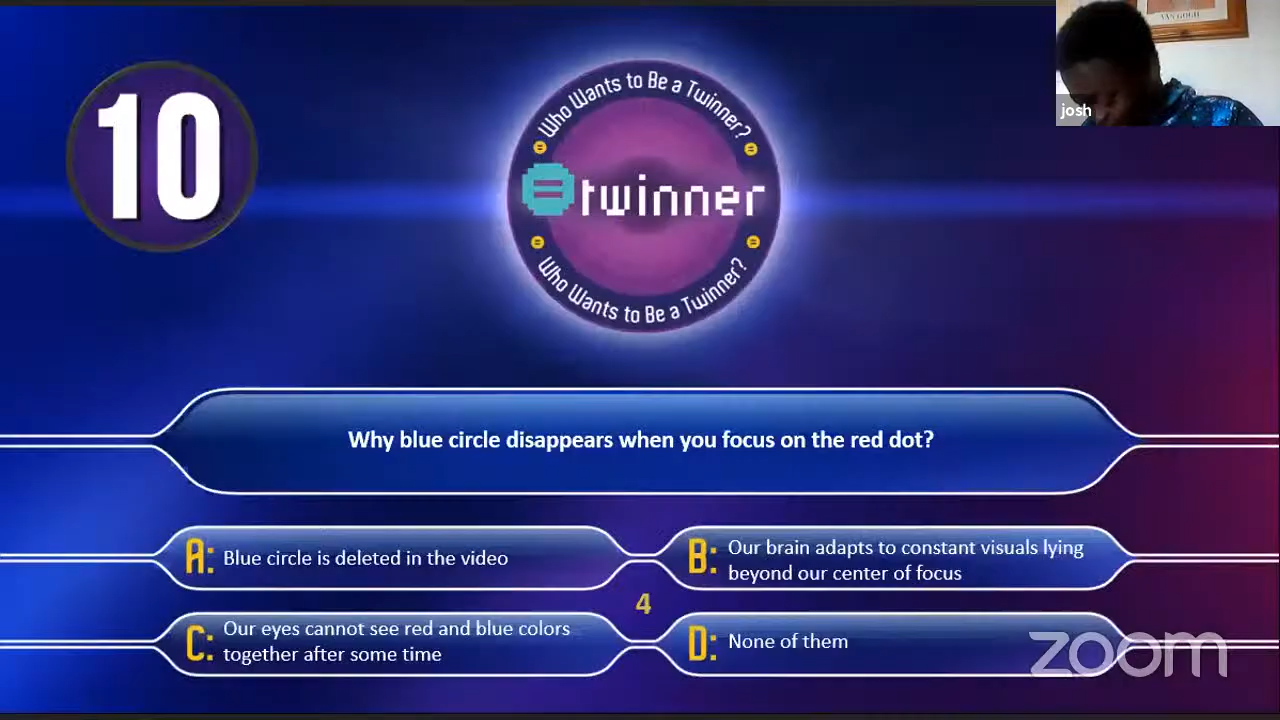 VAN GOGH
josh
10
Who Wants to Be a Twinner?
=twinner
Who Wants to Be a Twinner?
Why blue circle disappears when you focus on the red dot?
A: Blue circle is deleted in the video
B: Our brain adapts to constant visuals lying
beyond our center of focus
4
C: Our eyes cannot see red and blue colors
together after some time
D: None of them
zoom